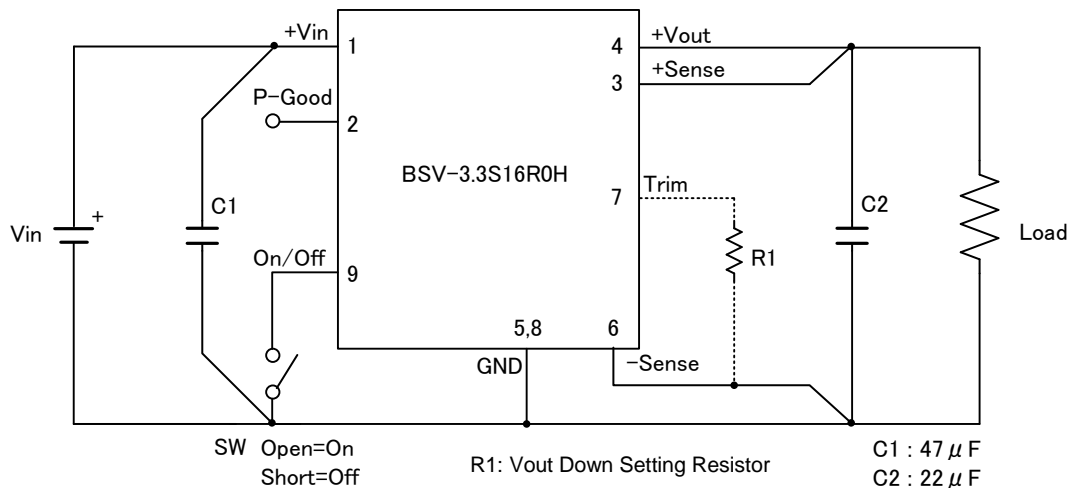 +Vin
1
4
+Vout
3
+Sense
P-Good
2
BSV-3.3S16R0H
7
Trim
Vin
+
C1
C2
Load
R1
On/Off
9
5,8
6
GND
-Sense
SW Open=On
Short=Off
R1: Vout Down Setting Resistor
C1 : 47 μ F
C2 : 22 μ F